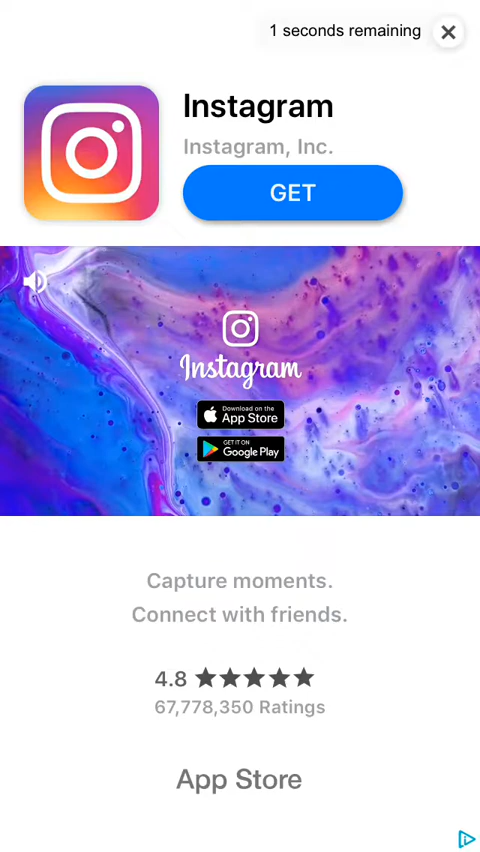 1 seconds remaining
Instagram
Instagram, Inc.
GET
Instagram
Download on the
App Store
GET IT ON
Google Play
Capture moments.
Connect with friends.
4.8
67,778,350 Ratings
App Store